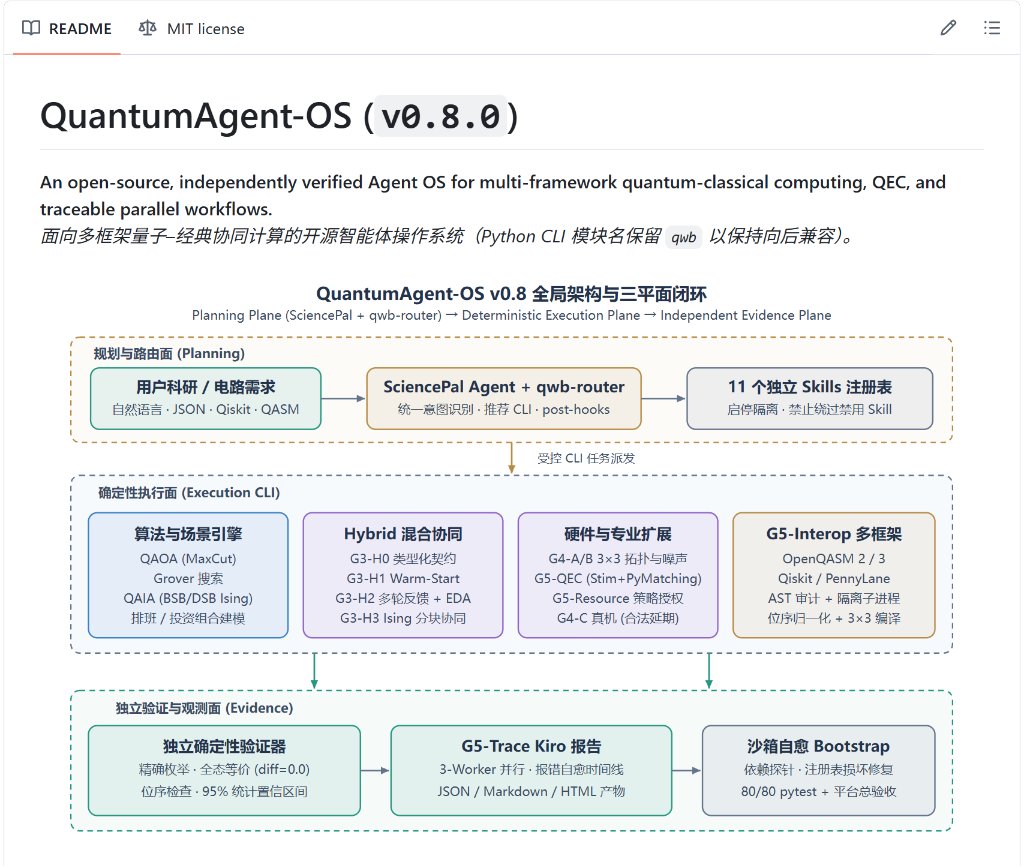 README
MIT license
QuantumAgent-OS (v0.8.0)
An open-source, independently verified Agent OS for multi-framework quantum-classical computing, QEC, and
traceable parallel workflows.
面向多框架量子–经典协同计算的开源智能体操作系统（Python CLI 模块名保留 qwb 以保持向后兼容）。
QuantumAgent-OS v0.8 全局架构与三平面闭环
Planning Plane (SciencePal + qwb-router) → Deterministic Execution Plane → Independent Evidence Plane
规划与路由面 (Planning)
用户科研 / 电路需求
自然语言 · JSON · Qiskit · QASM
SciencePal Agent + qwb-router
统一意图识别 · 推荐 CLI · post-hooks
11 个独立 Skills 注册表
启停隔离 · 禁止绕过禁用 Skill
受控 CLI 任务派发
确定性执行面 (Execution CLI)
算法与场景引擎
QAOA (MaxCut)
Grover 搜索
QAIA (BSB/DSB Ising)
排班 / 投资组合建模
Hybrid 混合协同
G3-H0 类型化契约
G3-H1 Warm-Start
G3-H2 多轮反馈 + EDA
G3-H3 Ising 分块协同
硬件与专业扩展
G4-A/B 3×3 拓扑与噪声
G5-QEC (Stim+PyMatching)
G5-Resource 策略授权
G4-C 真机 (合法延期)
G5-Interop 多框架
OpenQASM 2 / 3
Qiskit / PennyLane
AST 审计 + 隔离子进程
位序归一化 + 3×3 编译
独立验证与观测面 (Evidence)
独立确定性验证器
精确枚举 · 全态等价 (diff=0.0)
位序检查 · 95% 统计置信区间
G5-Trace Kiro 报告
3-Worker 并行 · 报错自愈时间线
JSON / Markdown / HTML 产物
沙箱自愈 Bootstrap
依赖探针 · 注册表损坏修复
80/80 pytest + 平台总验收